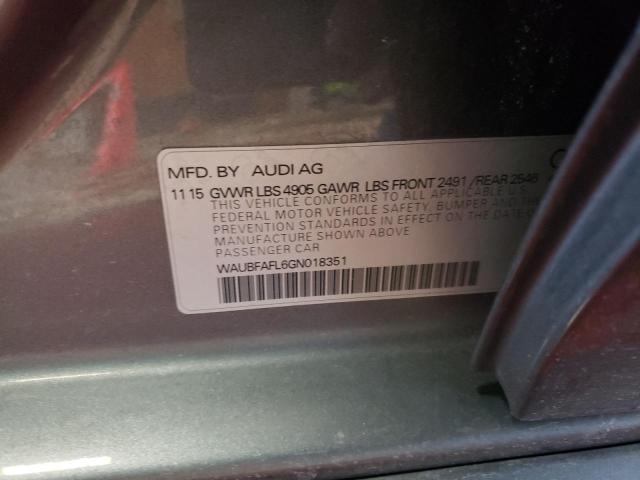 MFD. BY AUDI AG
11 15 GVWR LBS 4905 GAWR LBS FRONT 2491 /REAR 2546
THIS VEHICLE CONFORMS TO ALL APPLICABLE U.S.
FEDERAL MOTOR VEHICLE SAFETY, BUMPER AND THEFT
PREVENTION STANDARDS IN EFFECT ON THE DATE OF
MANUFACTURE SHOWN ABOVE
PASSENGER CAR
WAUBFAFL6GN018351